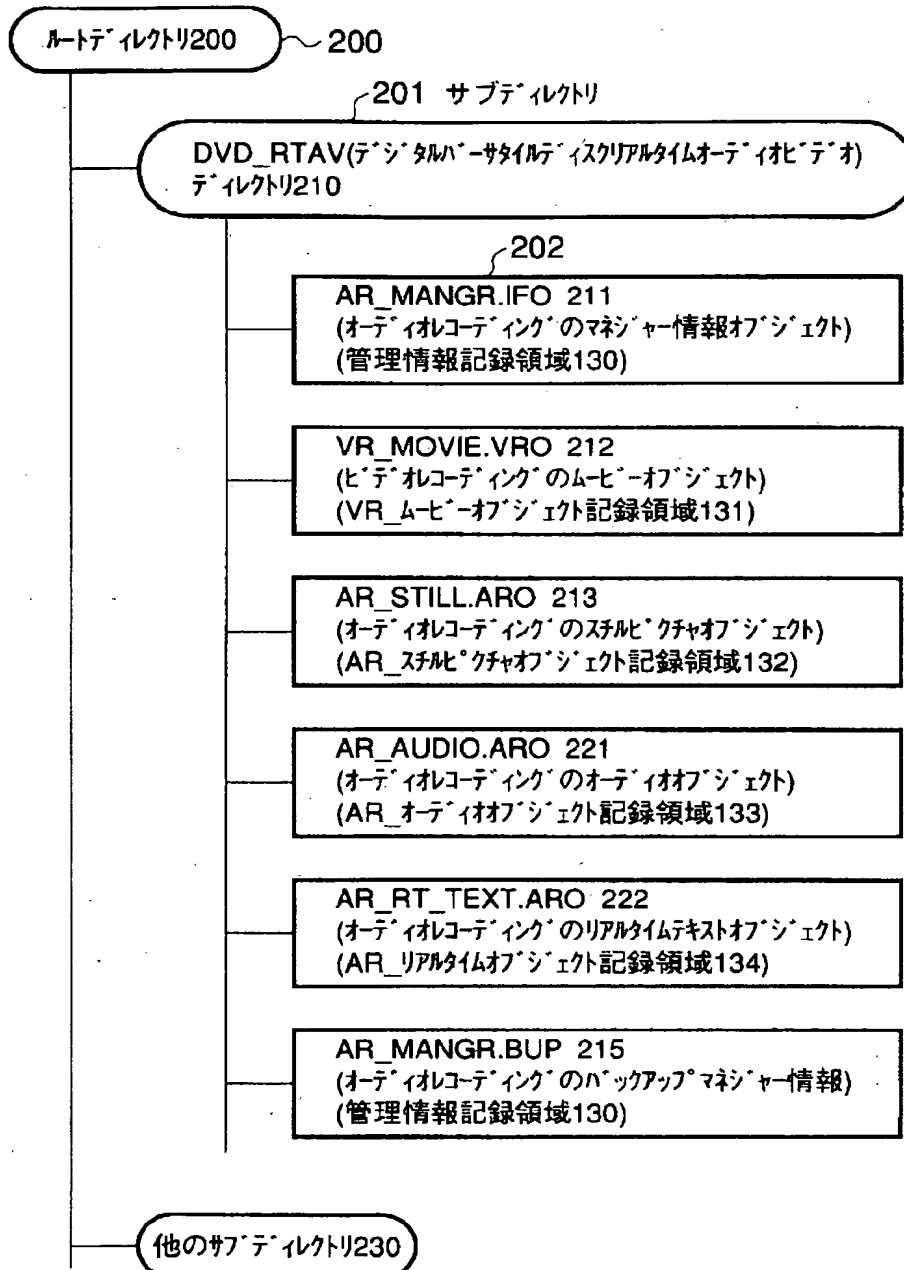 ﾙｰﾄﾃﾞｨﾚｸﾄﾘ200
200
201 サブディレクトリ
DVD_RTAV(ﾃﾞｼﾞﾀﾙﾊﾞｰｻﾀｲﾙﾃﾞｨｽｸﾘｱﾙﾀｲﾑｵｰﾃﾞｨｵﾋﾞﾃﾞｵ)
ﾃﾞｨﾚｸﾄﾘ210
202
AR_MANGR.IFO 211
(ｵｰﾃﾞｨｵﾚｺｰﾃﾞｨﾝｸﾞのﾏﾈｼﾞｬｰ情報ｵﾌﾞｼﾞｪｸﾄ)
(管理情報記録領域130)
VR_MOVIE.VRO 212
(ﾋﾞﾃﾞｵﾚｺｰﾃﾞｨﾝｸﾞのﾑｰﾋﾞｰｵﾌﾞｼﾞｪｸﾄ)
(VR_ﾑｰﾋﾞｰｵﾌﾞｼﾞｪｸﾄ記録領域131)
AR_STILL.ARO 213
(ｵｰﾃﾞｨｵﾚｺｰﾃﾞｨﾝｸﾞのｽﾁﾙﾋﾟｸﾁｬｵﾌﾞｼﾞｪｸﾄ)
(AR_ｽﾁﾙﾋﾟｸﾁｬｵﾌﾞｼﾞｪｸﾄ記録領域132)
AR_AUDIO.ARO 221
(ｵｰﾃﾞｨｵﾚｺｰﾃﾞｨﾝｸﾞのｵｰﾃﾞｨｵｵﾌﾞｼﾞｪｸﾄ)
(AR_ｵｰﾃﾞｨｵｵﾌﾞｼﾞｪｸﾄ記録領域133)
AR_RT_TEXT.ARO 222
(ｵｰﾃﾞｨｵﾚｺｰﾃﾞｨﾝｸﾞのﾘｱﾙﾀｲﾑﾃｷｽﾄｵﾌﾞｼﾞｪｸﾄ)
(AR_ﾘｱﾙﾀｲﾑｵﾌﾞｼﾞｪｸﾄ記録領域134)
AR_MANGR.BUP 215
(ｵｰﾃﾞｨｵﾚｺｰﾃﾞｨﾝｸﾞのﾊﾞｯｸｱｯﾌﾟﾏﾈｼﾞｬｰ情報)
(管理情報記録領域130)
他のｻﾌﾞﾃﾞｨﾚｸﾄﾘ230